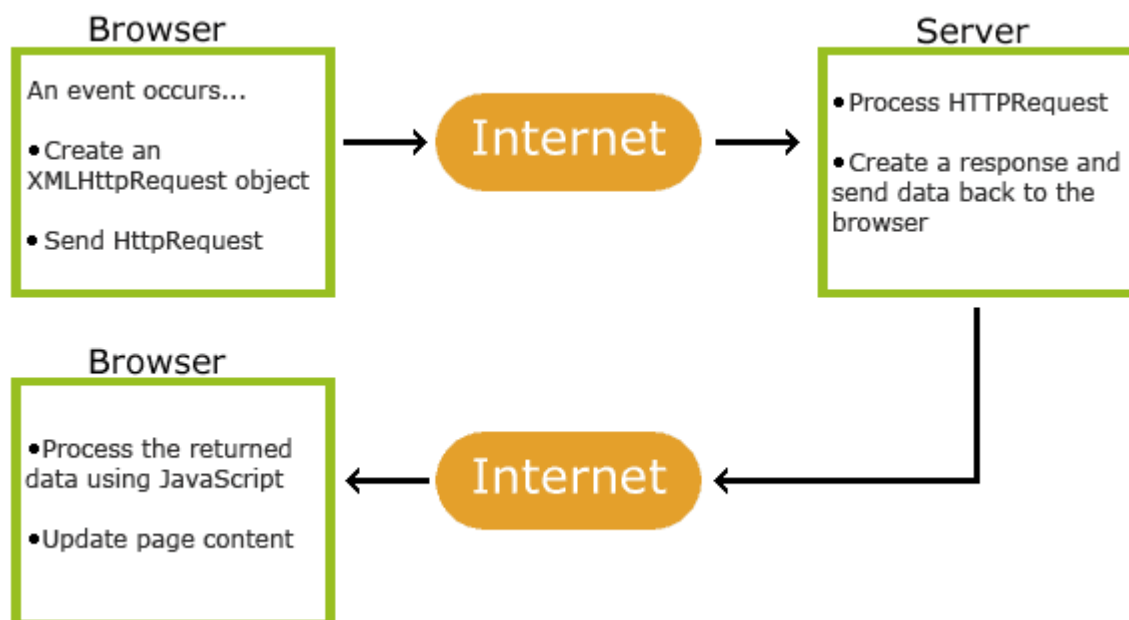 Browser
An event occurs...
•Create an
XMLHttpRequest object
• Send HttpRequest
Internet
Server
•Process HTTPRequest
•Create a response and
send data back to the
browser
Browser
•Process the returned
data using JavaScript
•Update page content
Internet